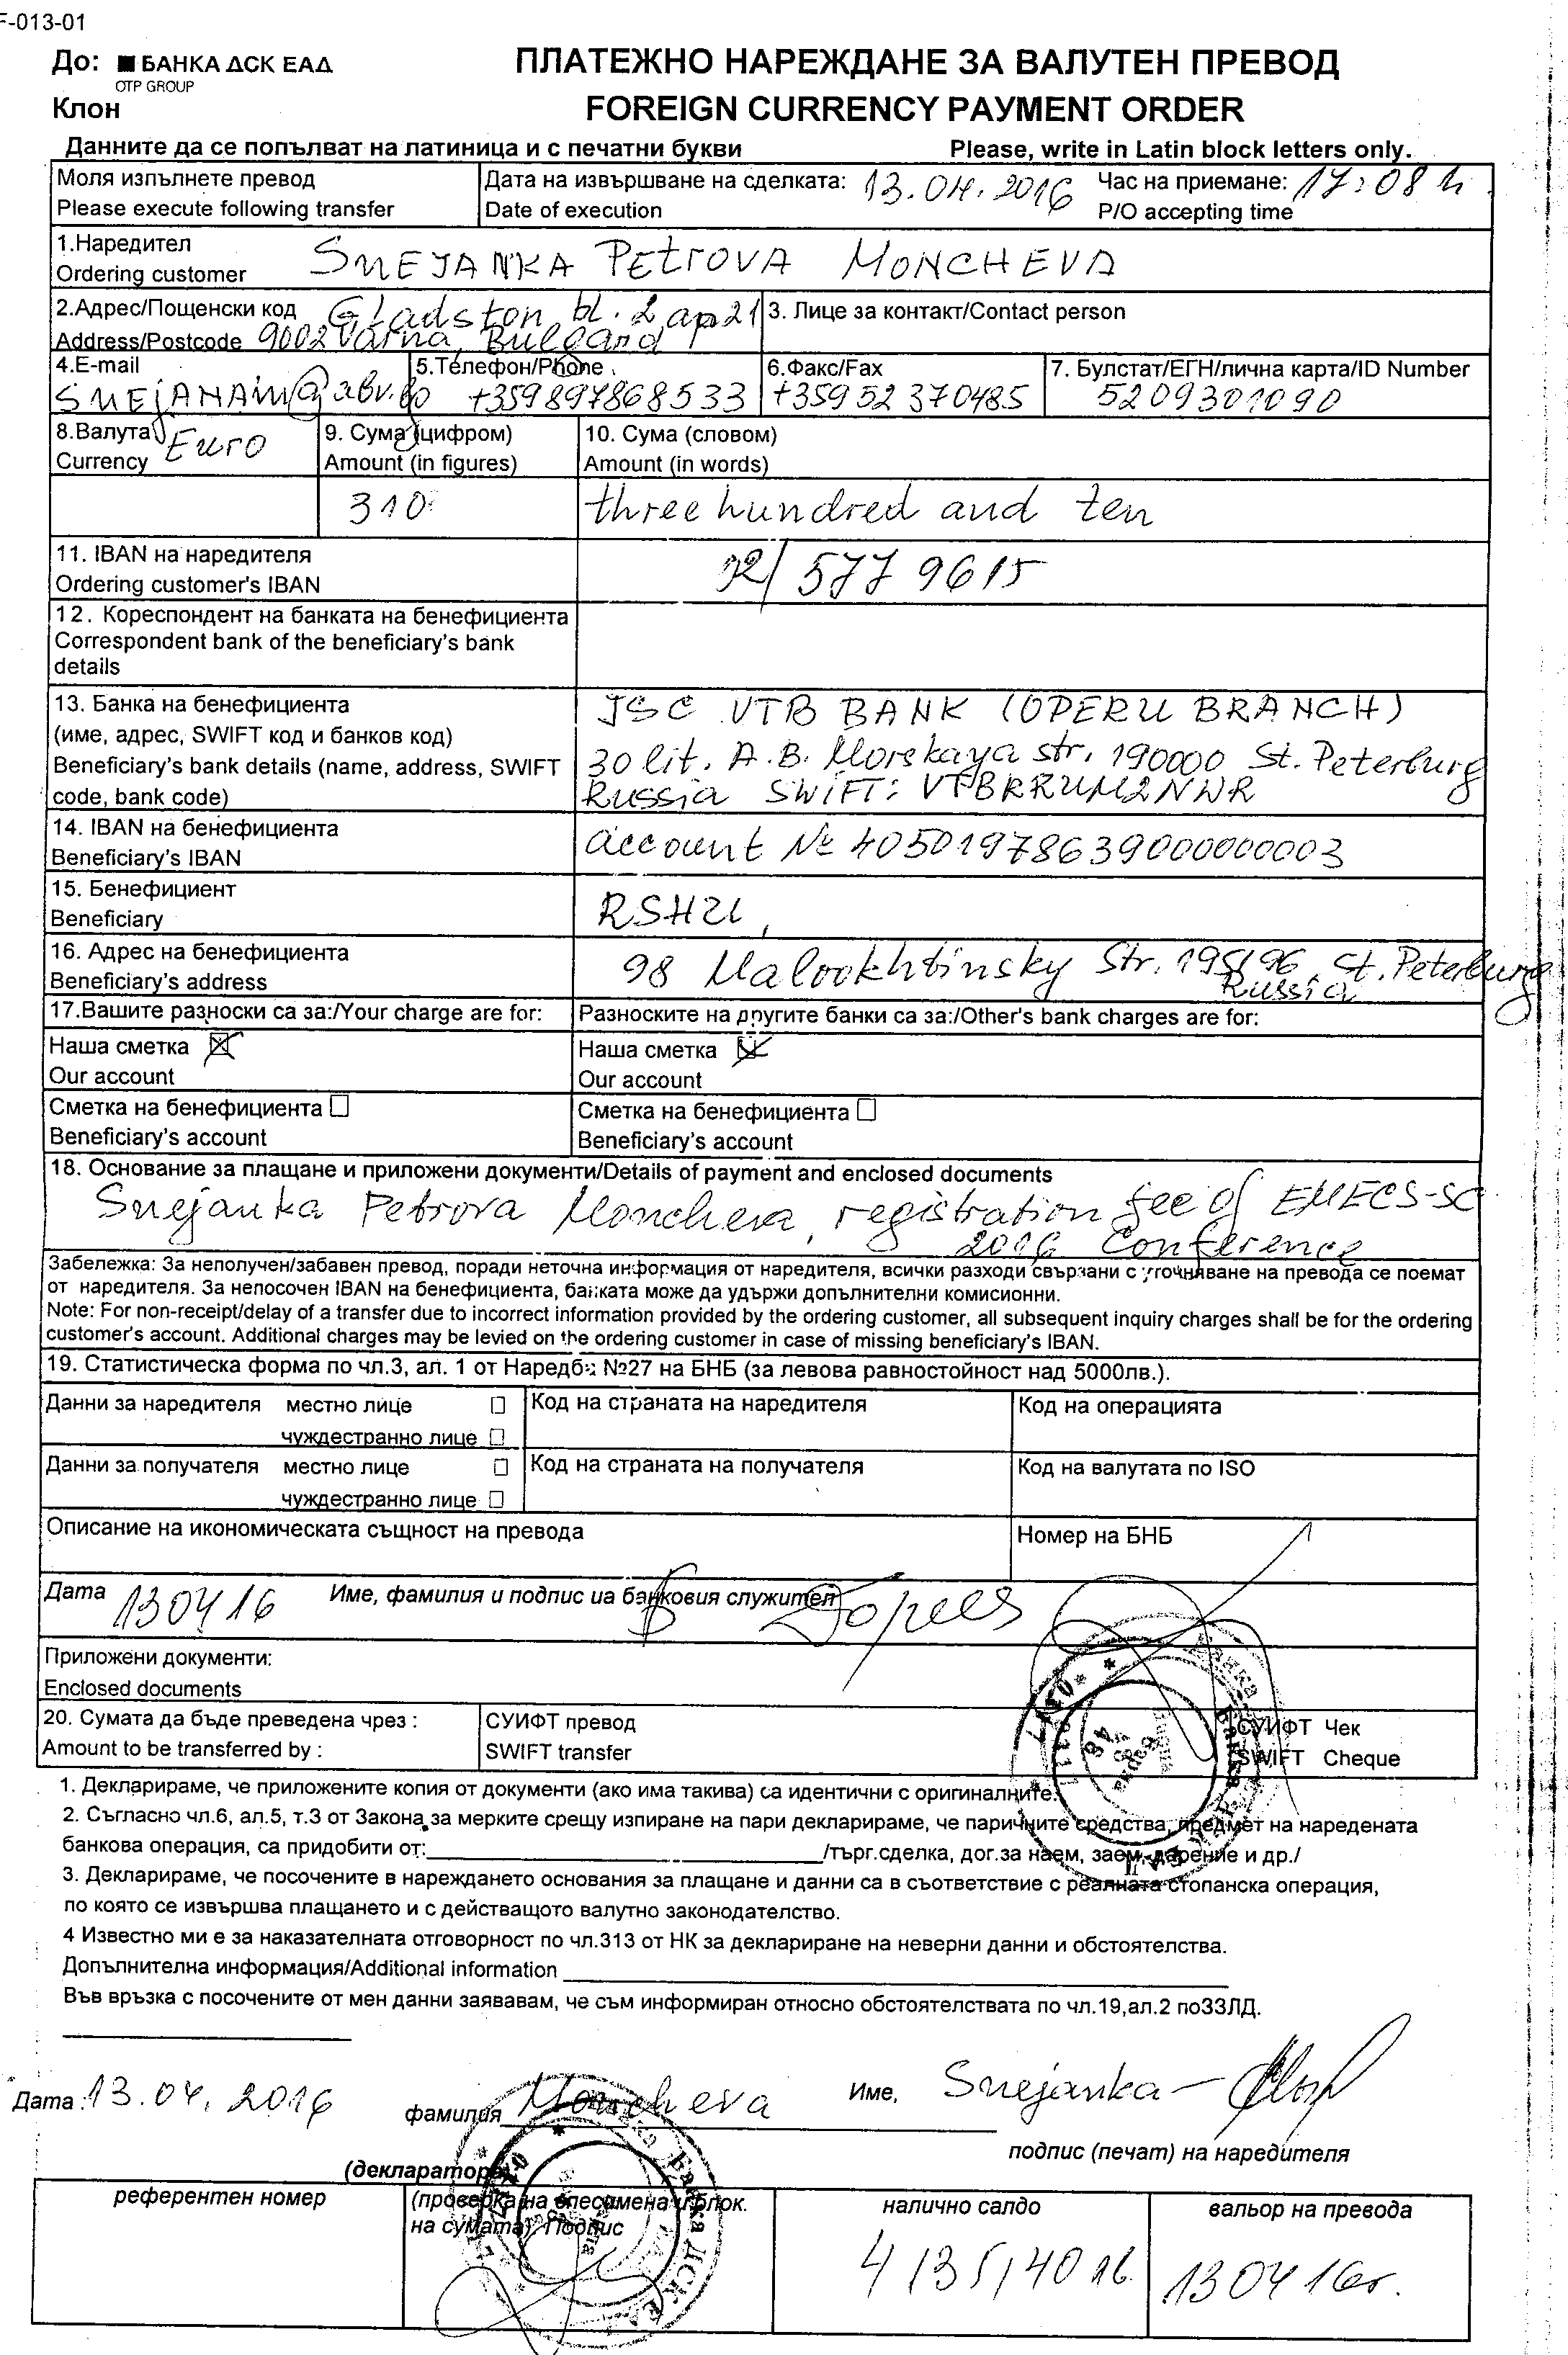 F-013-01
До: БАНКА ДСК ЕАД
OTP GROUP
Клон
ПЛАТЕЖНО НАРЕЖДАНЕ ЗА ВАЛУТЕН ПРЕВОД
FOREIGN CURRENCY PAYMENT ORDER
Данните да се попълват на латиница и с печатни букви Please, write in Latin block letters only.
Моля изпълнете превод Дата на извършване на сделката: 13.04.2016 Час на приемане: 17:08 h
Please execute following transfer Date of execution P/O accepting time
1.Наредител SNEJANKA PETROVA MONCHEVA
Ordering customer
2.Адрес/Пощенски код Gladston bl. 2 ap 21 3. Лице за контакт/Contact person
Address/Postcode 9002 Varna,
4.E-mail 5.Телефон/Phone 6.Факс/Fax 7. Булстат/ЕГН/лична карта/ID Number
+359897868533 +35952 370485 5209301090
8.Валута Euro 9. Сума (цифром) 10. Сума (словом)
Currency Amount (in figures) Amount (in words)
310 three hundred and ten
11. IBAN на наредителя 5779615
Ordering customer's IBAN
12. Кореспондент на банката на бенефициента
Correspondent bank of the beneficiary's bank
details
13. Банка на бенефициента JSC VTB BANK (OPERU BRANCH)
(име, адрес, SWIFT код и банков код) 30 lit. A. B. Morskaya str. 190000 St. Peterburg
Beneficiary's bank details (name, address, SWIFT Russia SWIFT: VTBRRUM2NWR
code, bank code)
14. IBAN на бенефициента account № 40501978639000000003
Beneficiary's IBAN
15. Бенефициент RSHU,
Beneficiary
16. Адрес на бенефициента 98 Malookhtinsky Str. 195196, St. Peterburg
Beneficiary's address Russia
17.Вашите разноски са за:/Your charge are for: Разноските на другите банки са за:/Other's bank charges are for:
Наша сметка Наша сметка
Our account Our account
Сметка на бенефициента Сметка на бенефициента
Beneficiary's account Beneficiary's account
18. Основание за плащане и приложени документи/Details of payment and enclosed documents
Snejanka Petrova Moncheva, registration fee of EMECS-SC
2016 Conference
Забележка: За неполучен/забавен превод, поради неточна информация от наредителя, всички разходи свързани с уточняване на превода се поемат
от наредителя. За непосочен IBAN на бенефициента, банката може да удържи допълнителни комисионни.
Note: For non-receipt/delay of a transfer due to incorrect information provided by the ordering customer, all subsequent inquiry charges shall be for the ordering
customer's account. Additional charges may be levied on the ordering customer in case of missing beneficiary's IBAN.
19. Статистическа форма по чл.3, ал. 1 от Наредба №27 на БНБ (за левова равностойност над 5000лв.).
Данни за наредителя местно лице Код на страната на наредителя Код на операцията
чуждестранно лице
Данни за получателя местно лице Код на страната на получателя Код на валутата по ISO
чуждестранно лице
Описание на икономическата същност на превода Номер на БНБ
Дата 130416 Име, фамилия и подпис иа банковия служител
Приложени документи:
Enclosed documents
20. Сумата да бъде преведена чрез : СУИФТ превод СУИФТ Чек
Amount to be transferred by : SWIFT transfer SWIFT Cheque
1. Декларираме, че приложените копия от документи (ако има такива) са идентични с оригиналните.
2. Съгласно чл.6, ал.5, т.3 от Закона за мерките срещу изпиране на пари декларираме, че паричните средства, предмет на наредената
банкова операция, са придобити от: /търг.сделка, дог.за наем, заем, дарение и др./
3. Декларираме, че посочените в нареждането основания за плащане и данни са в съответствие с реалната стопанска операция,
по която се извършва плащането и с действащото валутно законодателство.
4 Известно ми е за наказателната отговорност по чл.313 от НК за деклариране на неверни данни и обстоятелства.
Допълнителна информация/Additional information
Във връзка с посочените от мен данни заявавам, че съм информиран относно обстоятелствата по чл.19,ал.2 поЗЗЛД.
Дата : 13.04.2016 фамилия Moncheva Име, Snejanka
подпис (печат) на наредителя
(декларатора)
референтен номер (проверка на спесимена и блок. налично салдо вальор на превода
на сумата) Подпис
130416г.